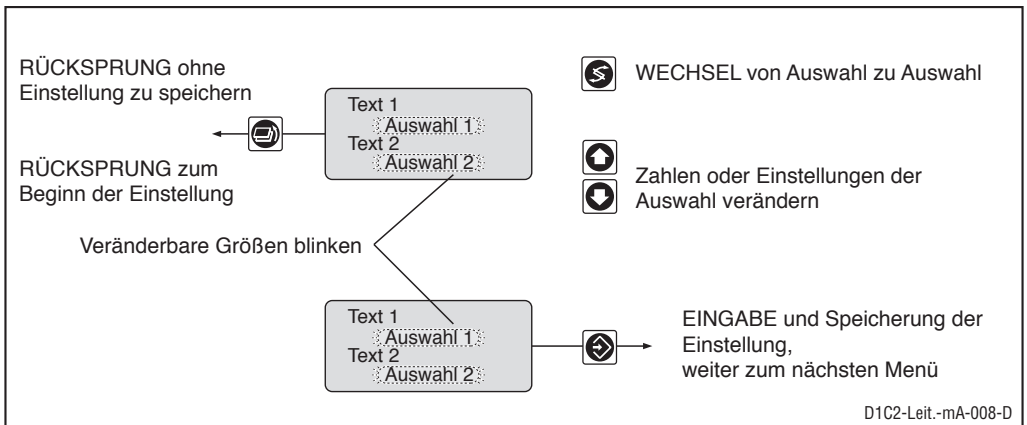 RÜCKSPRUNG ohne
Einstellung zu speichern
RÜCKSPRUNG zum
Beginn der Einstellung
Text 1
Auswahl 1
Text 2
Auswahl 2
WECHSEL von Auswahl zu Auswahl
Zahlen oder Einstellungen der
Auswahl verändern
Veränderbare Größen blinken
Text 1
Auswahl 1
Text 2
Auswahl 2
EINGABE und Speicherung der
Einstellung,
weiter zum nächsten Menü
D1C2-Leit.-mA-008-D